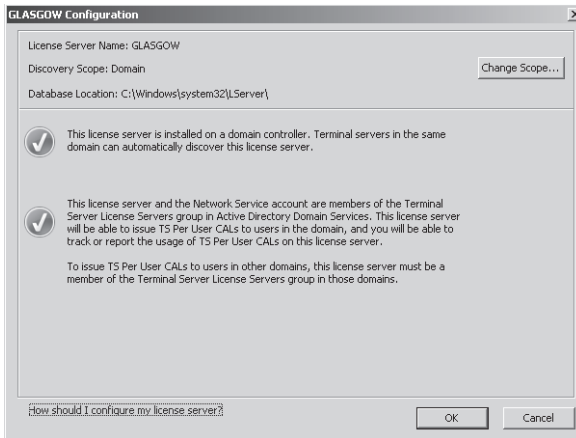 GLASGOW Configuration
License Server Name: GLASGOW
Discovery Scope: Domain
Change Scope...
Database Location: C:\Windows\system32\LServer\
This license server is installed on a domain controller. Terminal servers in the same
domain can automatically discover this license server.
This license server and the Network Service account are members of the Terminal
Server License Servers group in Active Directory Domain Services. This license server
will be able to issue TS Per User CALs to users in the domain, and you will be able to
track or report the usage of TS Per User CALs on this license server.
To issue TS Per User CALs to users in other domains, this license server must be a
member of the Terminal Server License Servers group in those domains.
How should I configure my license server?
OK
Cancel